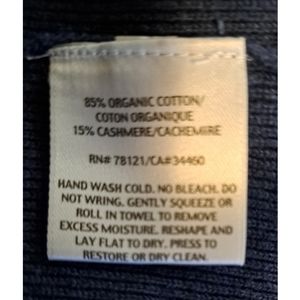 85% ORGANIC COTTON/
COTON ORGANIQUE
15% CASHMERE/CACHEMIRE
RN# 78121/CA#34460
HAND WASH COLD. NO BLEACH. DO
NOT WRING. GENTLY SQUEEZE OR
ROLL IN TOWEL TO REMOVE
EXCESS MOISTURE. RESHAPE AND
LAY FLAT TO DRY. PRESS TO
RESTORE OR DRY CLEAN.